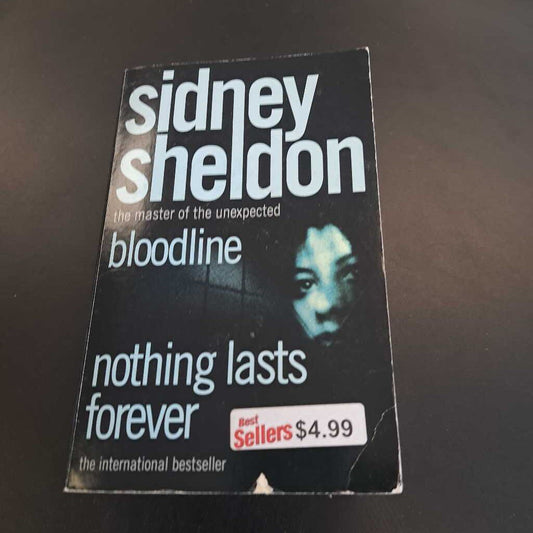 sidney
sheldon
the master of the unexpected
bloodline
nothing lasts
forever
Best
Sellers $4.99
the international bestseller